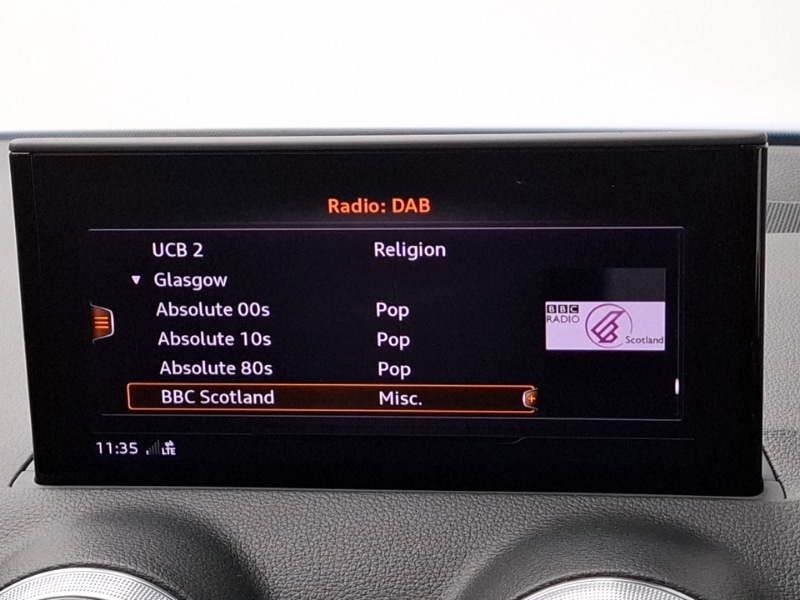 Radio: DAB
UCB 2 Religion
Glasgow
Absolute 00s Pop
Absolute 10s Pop
Absolute 80s Pop
BBC Scotland Misc.
BBC
RADIO
Scotland
11:35 LTE